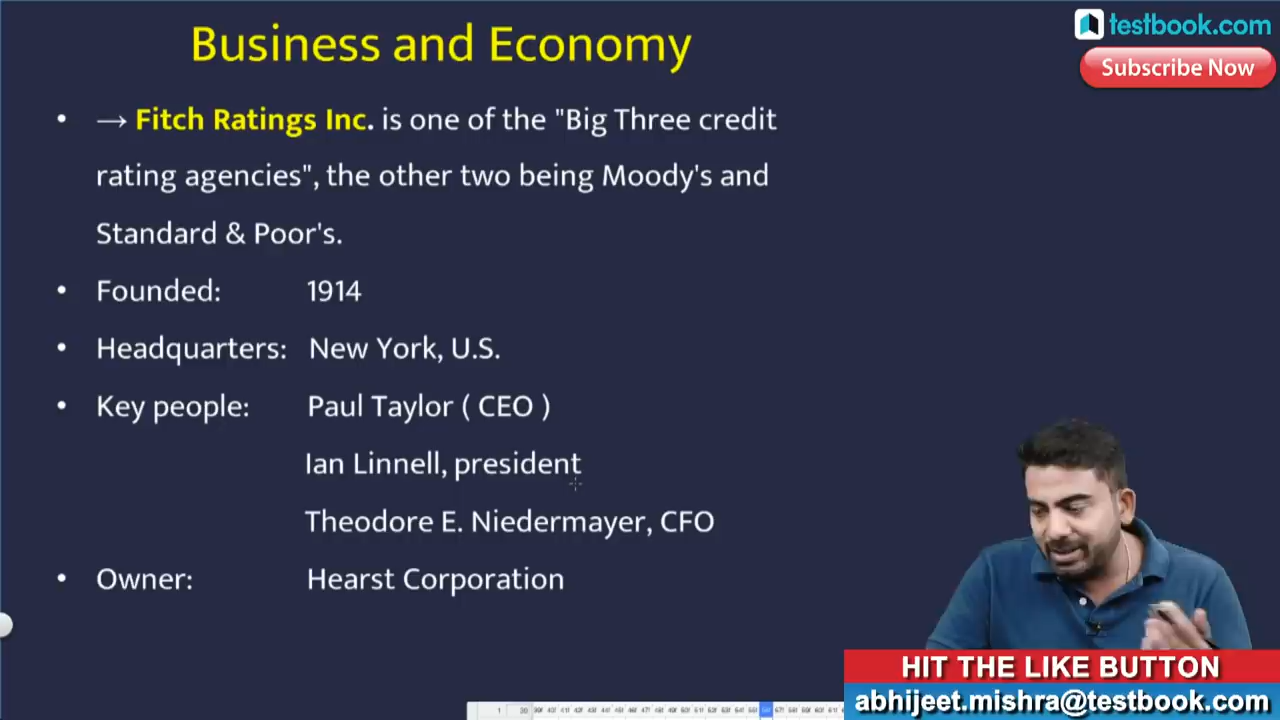 Business and Economy
testbook.com
Subscribe Now
• → Fitch Ratings Inc. is one of the "Big Three credit
rating agencies", the other two being Moody's and
Standard & Poor's.
• Founded: 1914
• Headquarters: New York, U.S.
• Key people: Paul Taylor ( CEO )
Ian Linnell, president
Theodore E. Niedermayer, CFO
• Owner: Hearst Corporation
HIT THE LIKE BUTTON
abhijeet.mishra@testbook.com